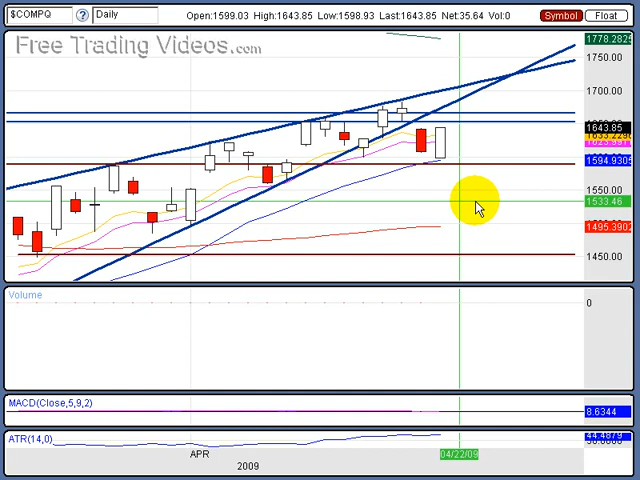 $COMPQ ? Daily Open:1599.03 High:1643.85 Low:1598.93 Last:1643.85 Net:35.64 Vol:0 Symbol Float
Free Trading Videos.com
1778.2825
1750.00
1700.00
1643.85
1594.9305
1550.00
1533.46
1495.3902
1450.00
Volume
0
MACD(Close,5,9,2)
8.6344
ATR(14,0)
44.4879
APR
04/22/09
2009